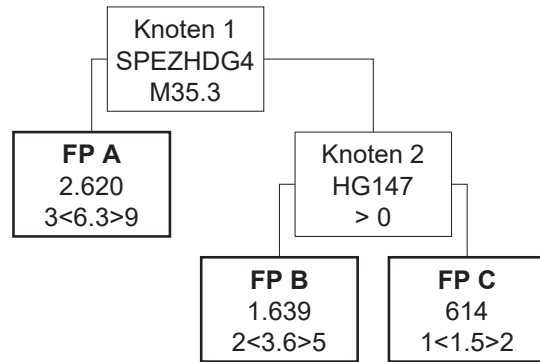 Knoten 1
SPEZHDG4
M35.3
FP A
2.620
3<6.3>9
Knoten 2
HG147
> 0
FP B
1.639
2<3.6>5
FP C
614
1<1.5>2